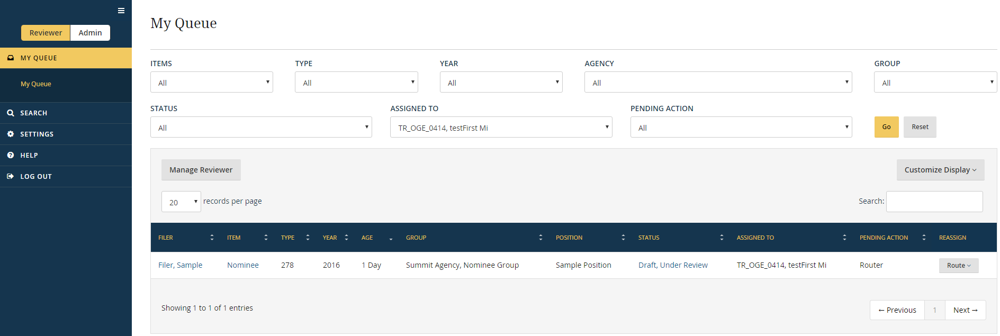 Reviewer Admin
MY QUEUE
My Queue
SEARCH
SETTINGS
HELP
LOG OUT
My Queue
ITEMS TYPE YEAR AGENCY GROUP
All All All All All
STATUS ASSIGNED TO PENDING ACTION
All TR_OGE_0414, testFirst Mi All Go Reset
Manage Reviewer Customize Display
20 records per page Search:
FILER ITEM TYPE YEAR AGE GROUP POSITION STATUS ASSIGNED TO PENDING ACTION REASSIGN
Filer, Sample Nominee 278 2016 1 Day Summit Agency, Nominee Group Sample Position Draft, Under Review TR_OGE_0414, testFirst Mi Router Route
Showing 1 to 1 of 1 entries
← Previous 1 Next →